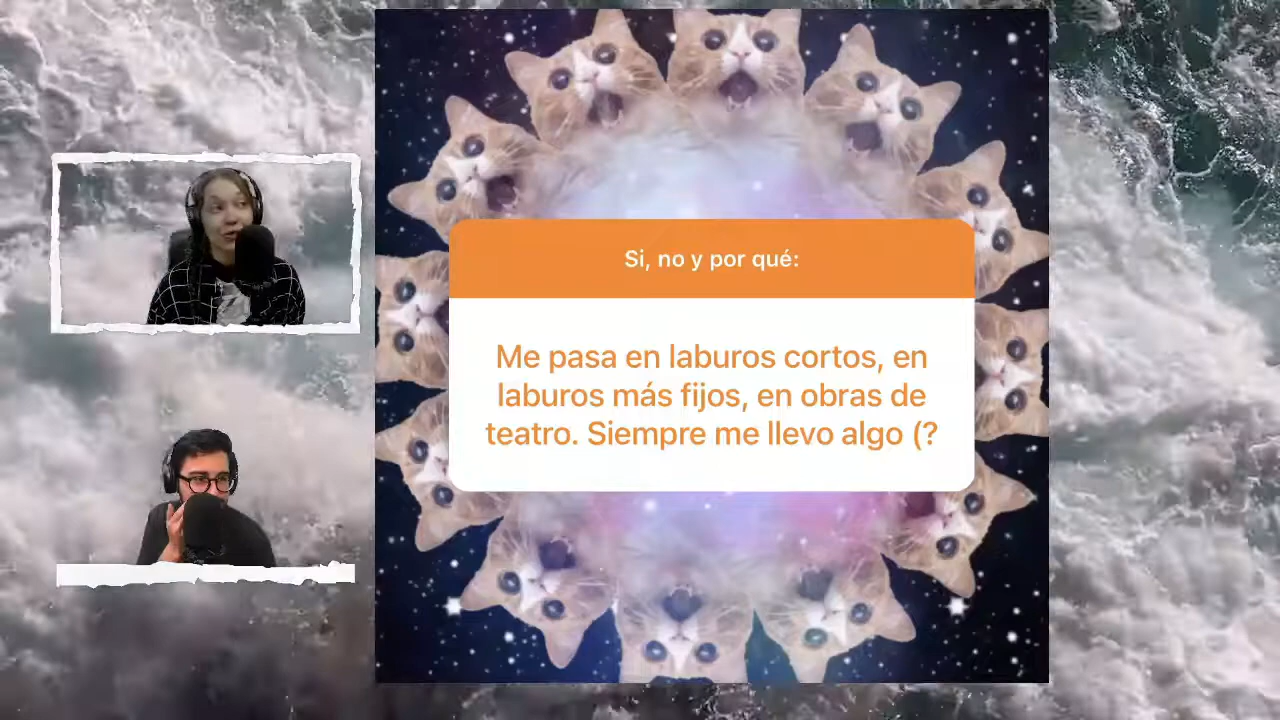 Si, no y por qué:
Me pasa en laburos cortos, en
laburos más fijos, en obras de
teatro. Siempre me llevo algo (?